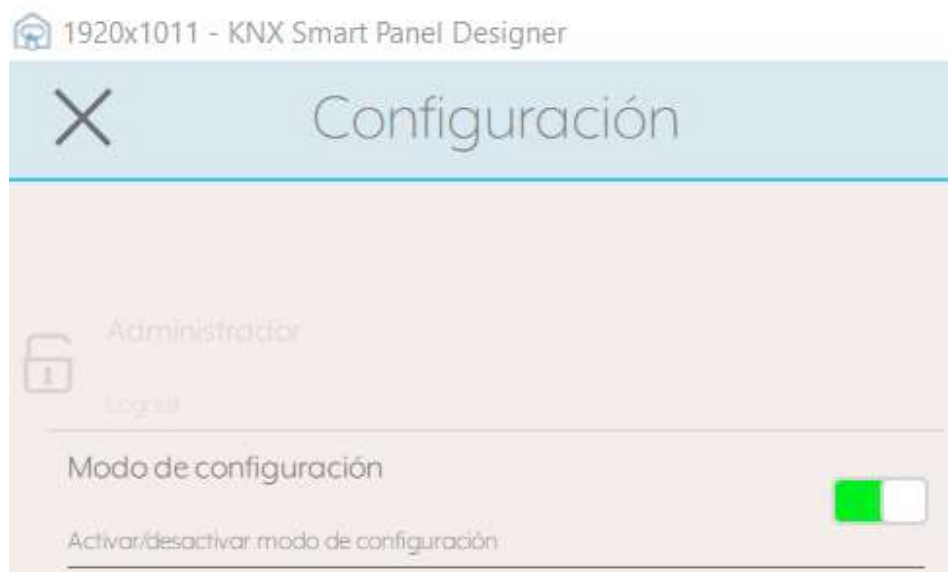 1920x1011 - KNX Smart Panel Designer
Configuración
Administrador
Logout
Modo de configuración
Activar/desactivar modo de configuración